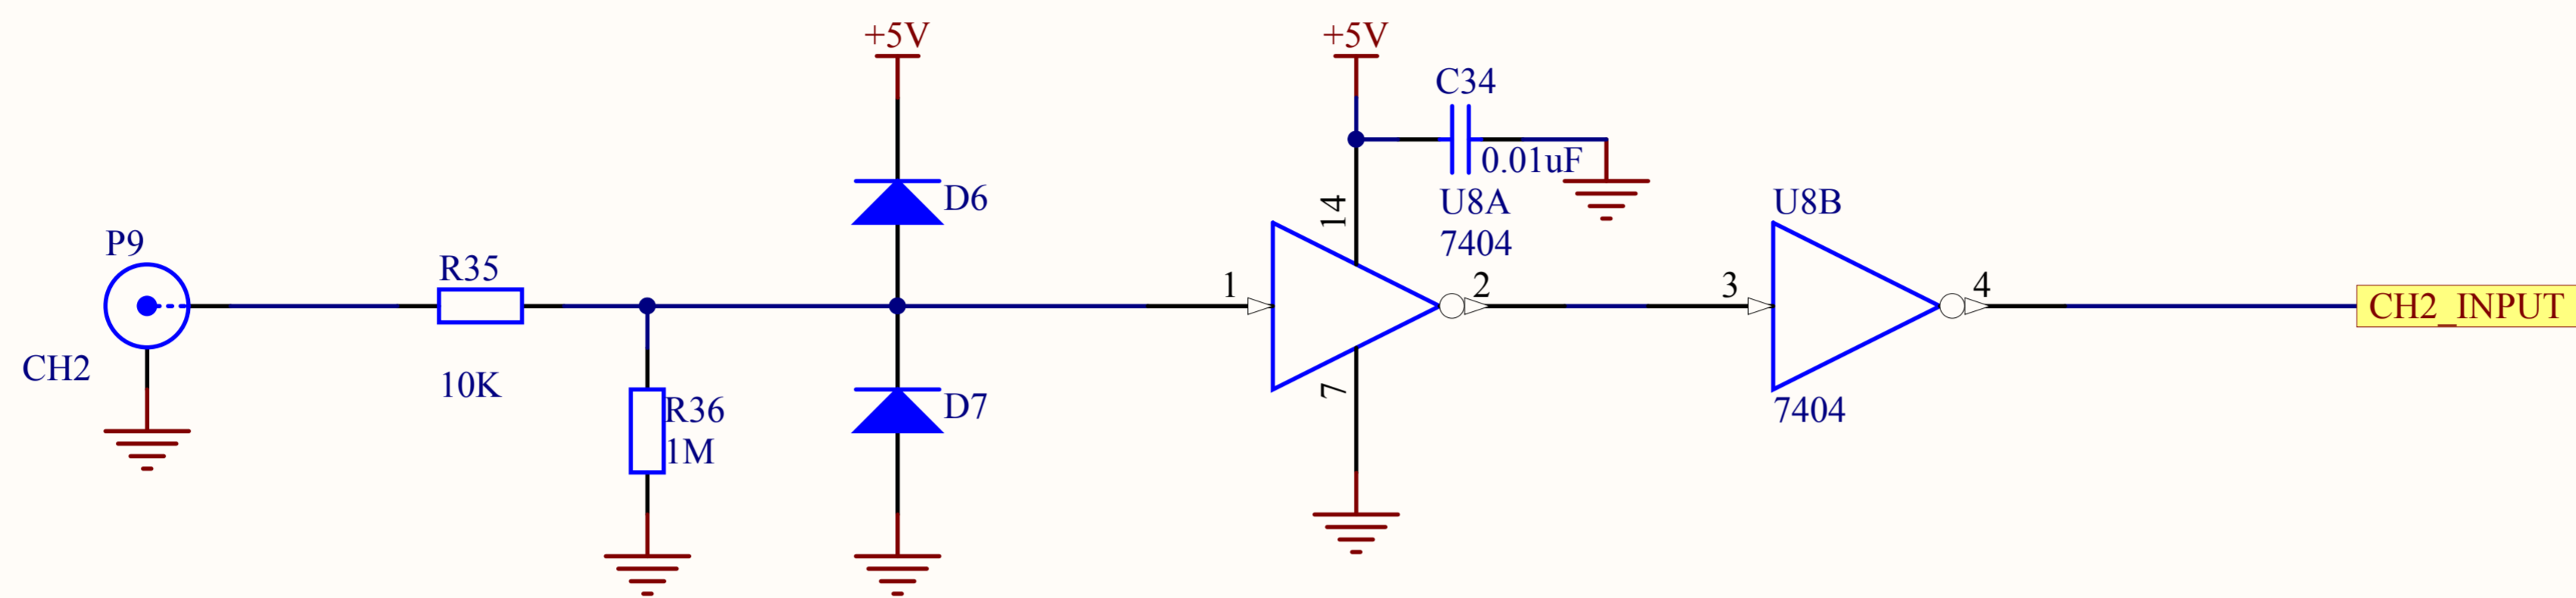 +5V
+5V
C34
0.01uF
14
U8A
7404
U8B
D6
P9
R35
1
2
3
4
CH2_INPUT
CH2
10K
R36
1M
D7
7
7404